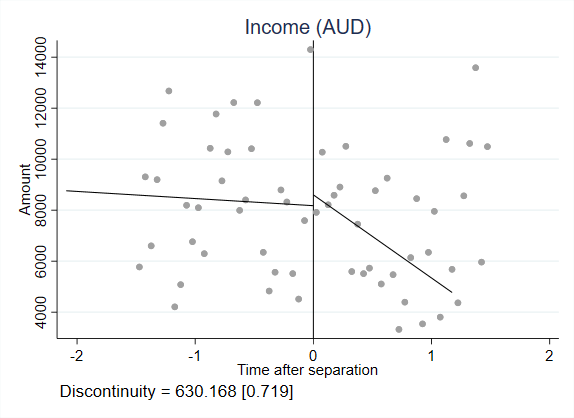 Income (AUD)
14000
12000
10000
8000
6000
4000
Amount
-2
-1
0
1
2
Time after separation
Discontinuity = 630.168 [0.719]